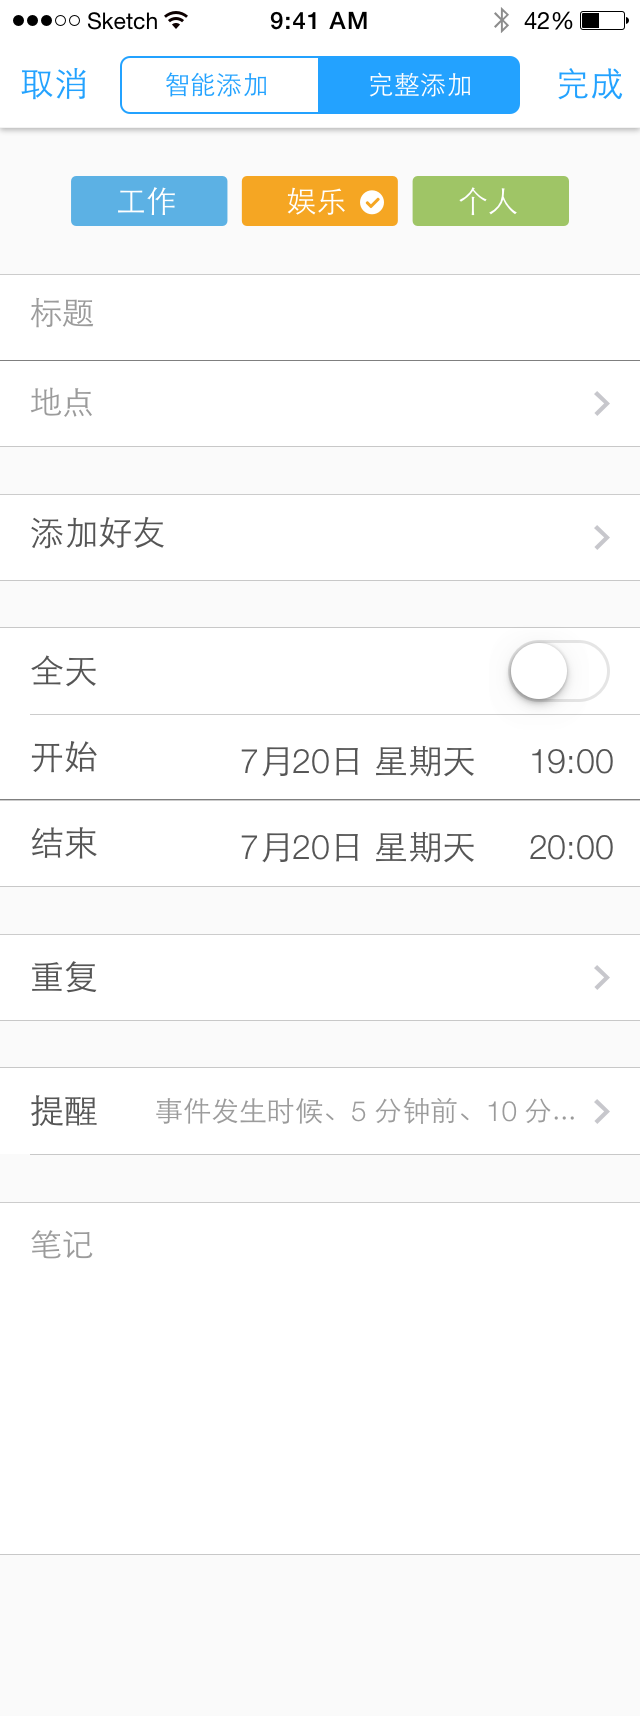 Sketch 9:41 AM 42%
取消 智能添加 完整添加 完成
工作 娱乐 个人
标题
地点
添加好友
全天
开始 7月20日 星期天 19:00
结束 7月20日 星期天 20:00
重复
提醒 事件发生时候、5 分钟前、10 分...
笔记